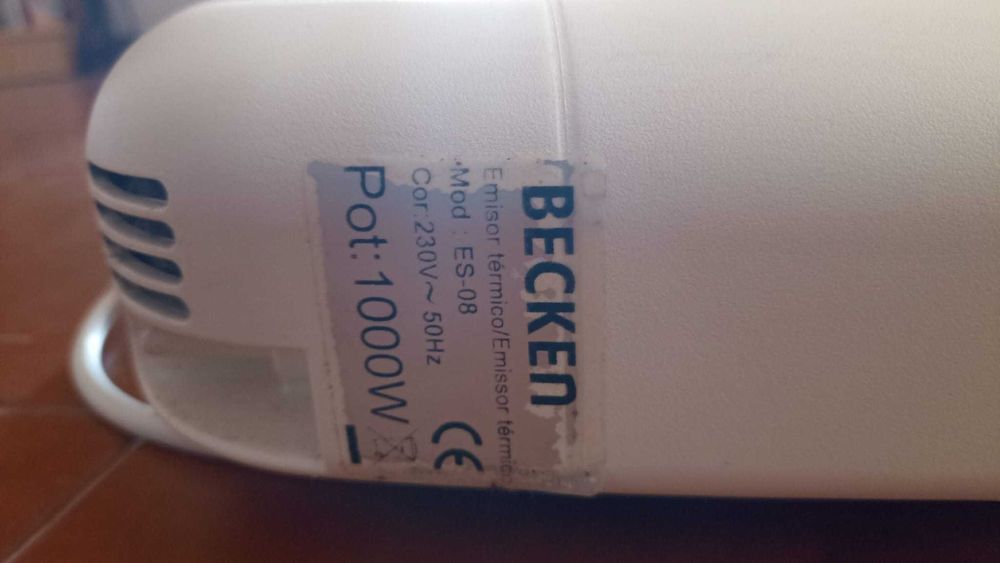 BECKEN
Emisor térmico/Emissor térmico
Mod : ES-08
Cor:230V~ 50Hz
CE
Pot: 1000W